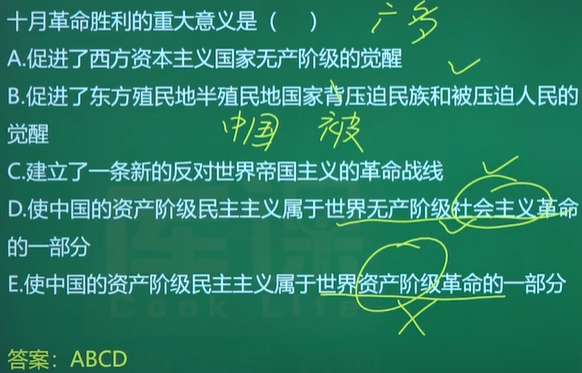 十月革命胜利的重大意义是（ ） 广多
A.促进了西方资本主义国家无产阶级的觉醒
B.促进了东方殖民地半殖民地国家背压迫民族和被压迫人民的
觉醒
中国 被
C.建立了一条新的反对世界帝国主义的革命战线
D.使中国的资产阶级民主主义属于世界无产阶级社会主义革命
的一部分
E.使中国的资产阶级民主主义属于世界资产阶级革命的一部分
Cook Life
答案：ABCD